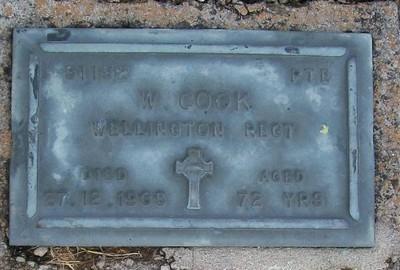 PTE
W. COOK
WELLINGTON REGT
DIED AGED
27.12.1969 72 YRS